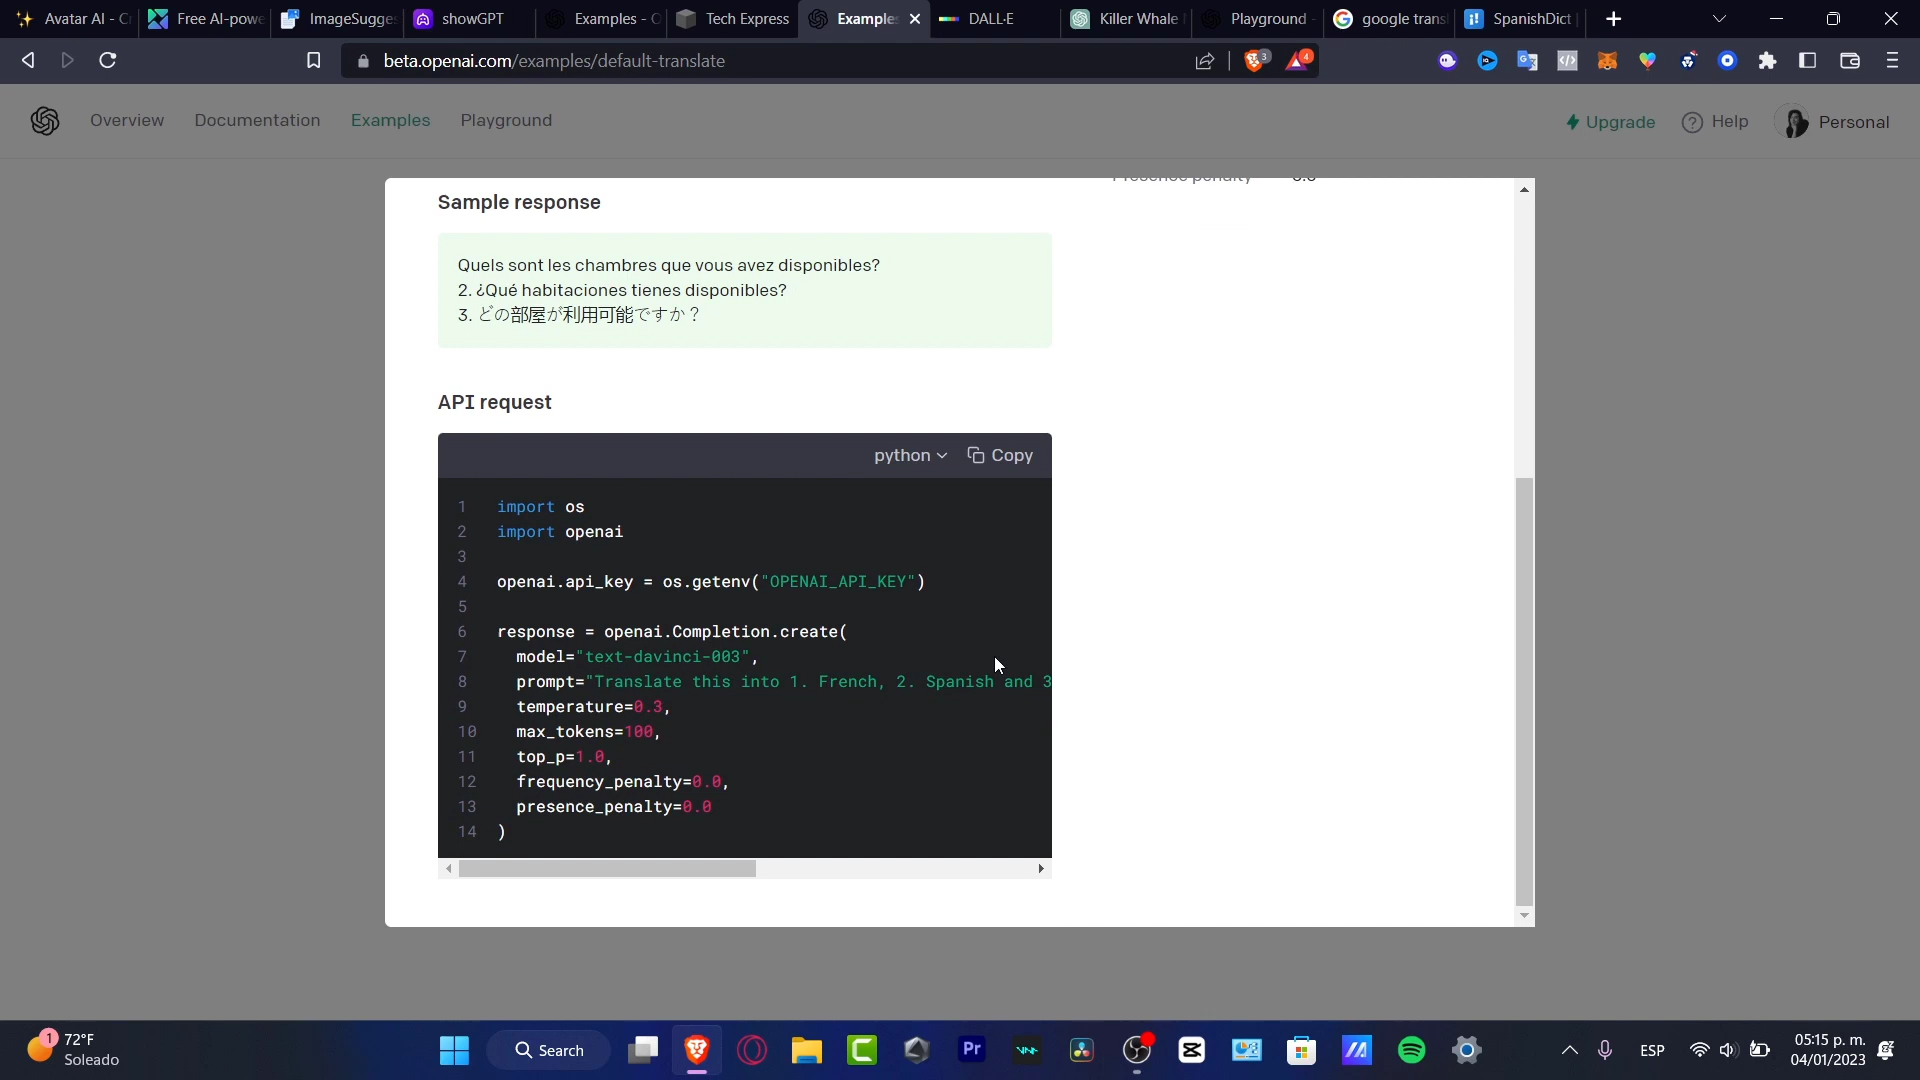 Avatar AI - C
Free AI-powe
ImageSugges
showGPT
Examples - O
Tech Express
Example
DALL·E
Killer Whale
Playground -
google trans
SpanishDict
beta.openai.com/examples/default-translate
3
4
Overview
Documentation
Examples
Playground
Upgrade
Help
Personal
Sample response
Quels sont les chambres que vous avez disponibles?
2. ¿Qué habitaciones tienes disponibles?
3. どの部屋が利用可能ですか？
API request
python
Copy
1 import os
2 import openai
3
4 openai.api_key = os.getenv("OPENAI_API_KEY")
5
6 response = openai.Completion.create(
7 model="text-davinci-003",
8 prompt="Translate this into 1. French, 2. Spanish and 3
9 temperature=0.3,
10 max_tokens=100,
11 top_p=1.0,
12 frequency_penalty=0.0,
13 presence_penalty=0.0
14 )
1
72°F
Soleado
Search
Pr
ESP
05:15 p. m.
04/01/2023